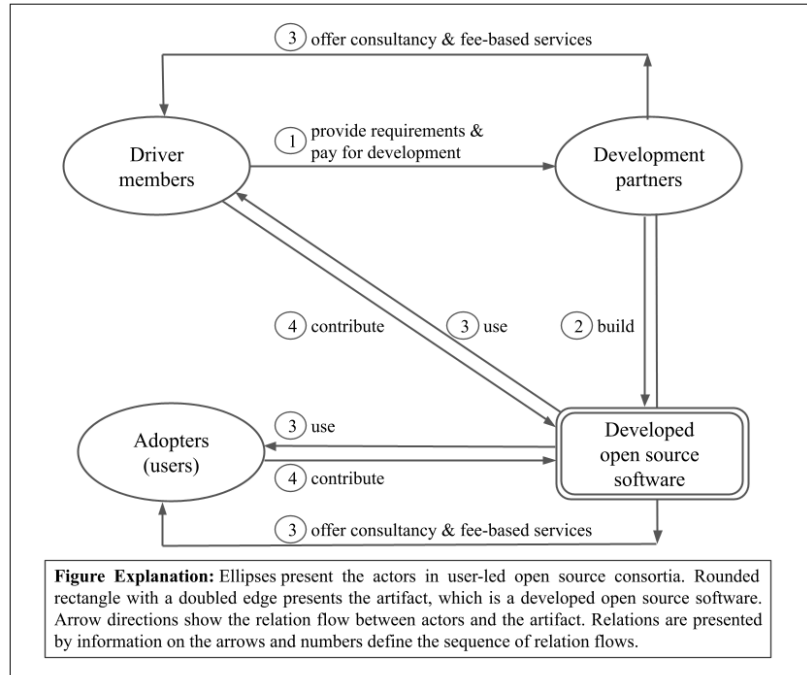 3 offer consultancy & fee-based services
Driver
members
1 provide requirements &
pay for development
Development
partners
4 contribute
3 use
2 build
Adopters
(users)
3 use
4 contribute
Developed
open source
software
3 offer consultancy & fee-based services
Figure Explanation: Ellipses present the actors in user-led open source consortia. Rounded
rectangle with a doubled edge presents the artifact, which is a developed open source software.
Arrow directions show the relation flow between actors and the artifact. Relations are presented
by information on the arrows and numbers define the sequence of relation flows.